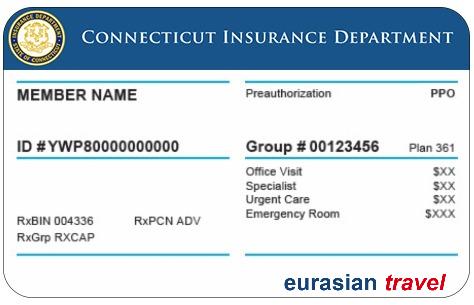 INSURANCE DEPARTMENT
STATE OF CONNECTICUT
CONNECTICUT INSURANCE DEPARTMENT
MEMBER NAME
Preauthorization PPO
ID #YWP80000000000
Group # 00123456 Plan 361
Office Visit $XX
Specialist $XX
Urgent Care $XX
Emergency Room $XXX
RxBIN 004336 RxPCN ADV
RxGrp RXCAP
eurasian travel